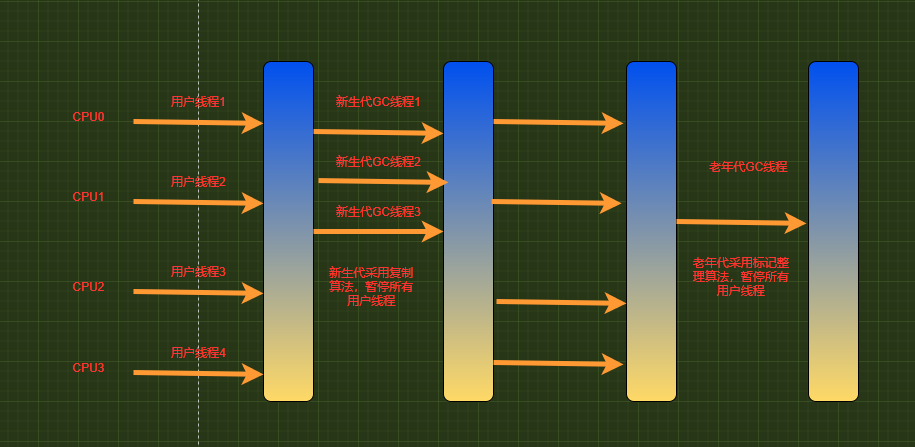 CPU0
用户线程1
新生代GC线程1
新生代GC线程2
老年代GC线程
CPU1
用户线程2
新生代GC线程3
用户线程3
新生代采用复制
算法，暂停所有
用户线程
老年代采用标记整
理算法，暂停所有
用户线程
CPU2
用户线程4
CPU3